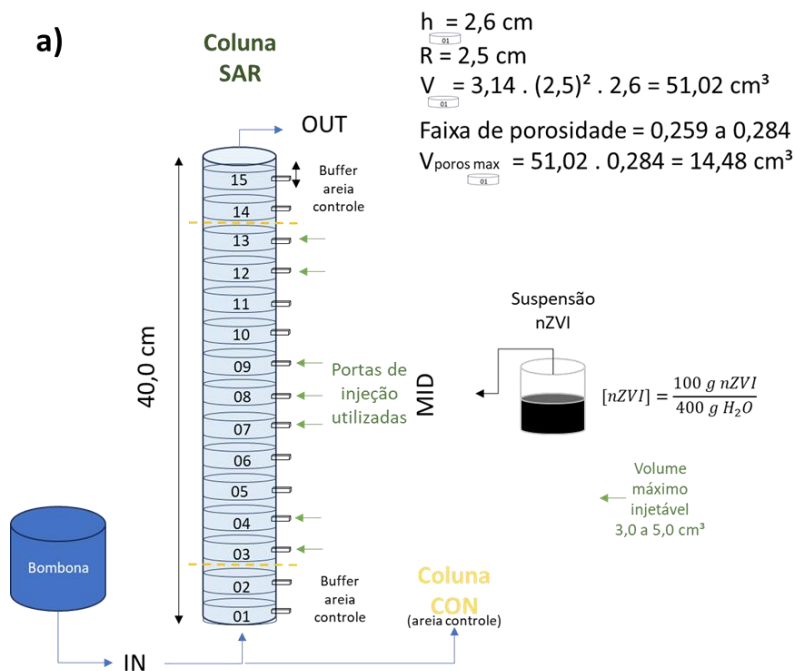 a)
Coluna
SAR
OUT
h 01 = 2,6 cm
R = 2,5 cm
V 01 = 3,14 . (2,5)² . 2,6 = 51,02 cm³
Faixa de porosidade = 0,259 a 0,284
Vporos max 01 = 51,02 . 0,284 = 14,48 cm³
40,0 cm
15
14
13
12
11
10
09
08
07
06
05
04
03
02
01
Buffer
areia
controle
Portas de
injeção
utilizadas
MID
Suspensão
nZVI
[nZVI] = 100 g nZVI / 400 g H₂O
Volume
máximo
injetável
3,0 a 5,0 cm³
Buffer
areia
controle
Coluna
CON
(areia controle)
Bombona
IN